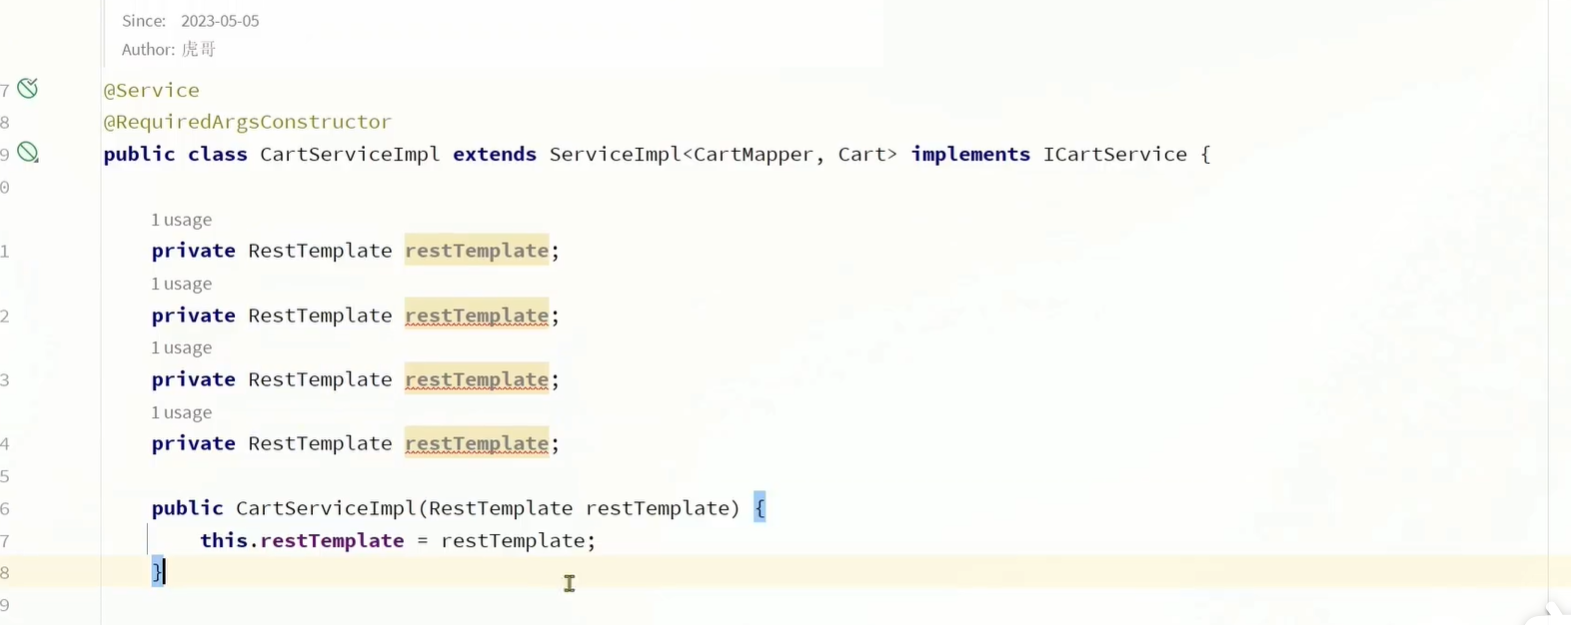 Since: 2023-05-05
Author: 虎哥
7 @Service
8 @RequiredArgsConstructor
9 public class CartServiceImpl extends ServiceImpl<CartMapper, Cart> implements ICartService {
0
1 usage
1 private RestTemplate restTemplate;
1 usage
2 private RestTemplate restTemplate;
1 usage
3 private RestTemplate restTemplate;
1 usage
4 private RestTemplate restTemplate;
5
6 public CartServiceImpl(RestTemplate restTemplate) {
7 this.restTemplate = restTemplate;
8 }
9